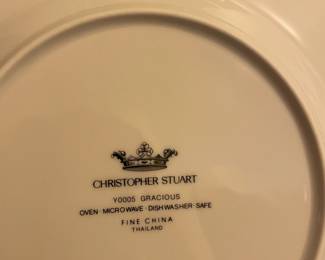 CHRISTOPHER STUART
Y0005 GRACIOUS
OVEN·MICROWAVE·DISHWASHER·SAFE
FINE CHINA
THAILAND